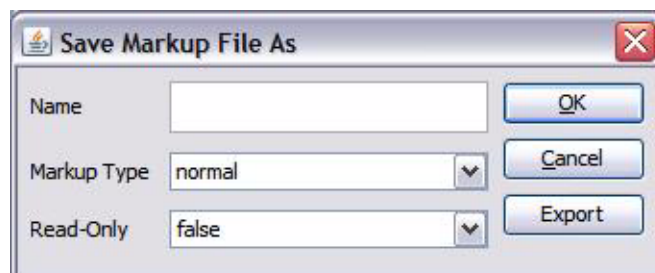 Save Markup File As
Name
OK
Markup Type normal
Cancel
Read-Only false
Export